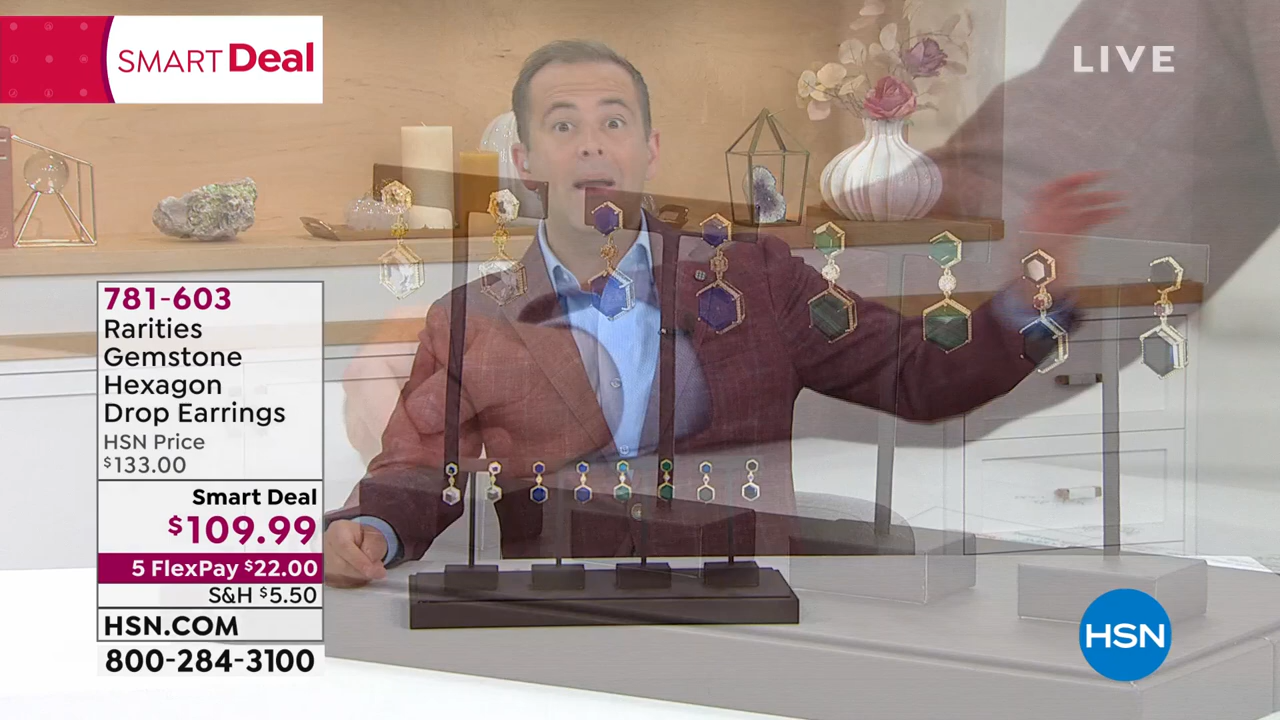 SMART Deal
LIVE
781-603
Rarities
Gemstone
Hexagon
Drop Earrings
HSN Price
$133.00
Smart Deal
$109.99
5 FlexPay $22.00
S&H $5.50
HSN.COM
800-284-3100
HSN